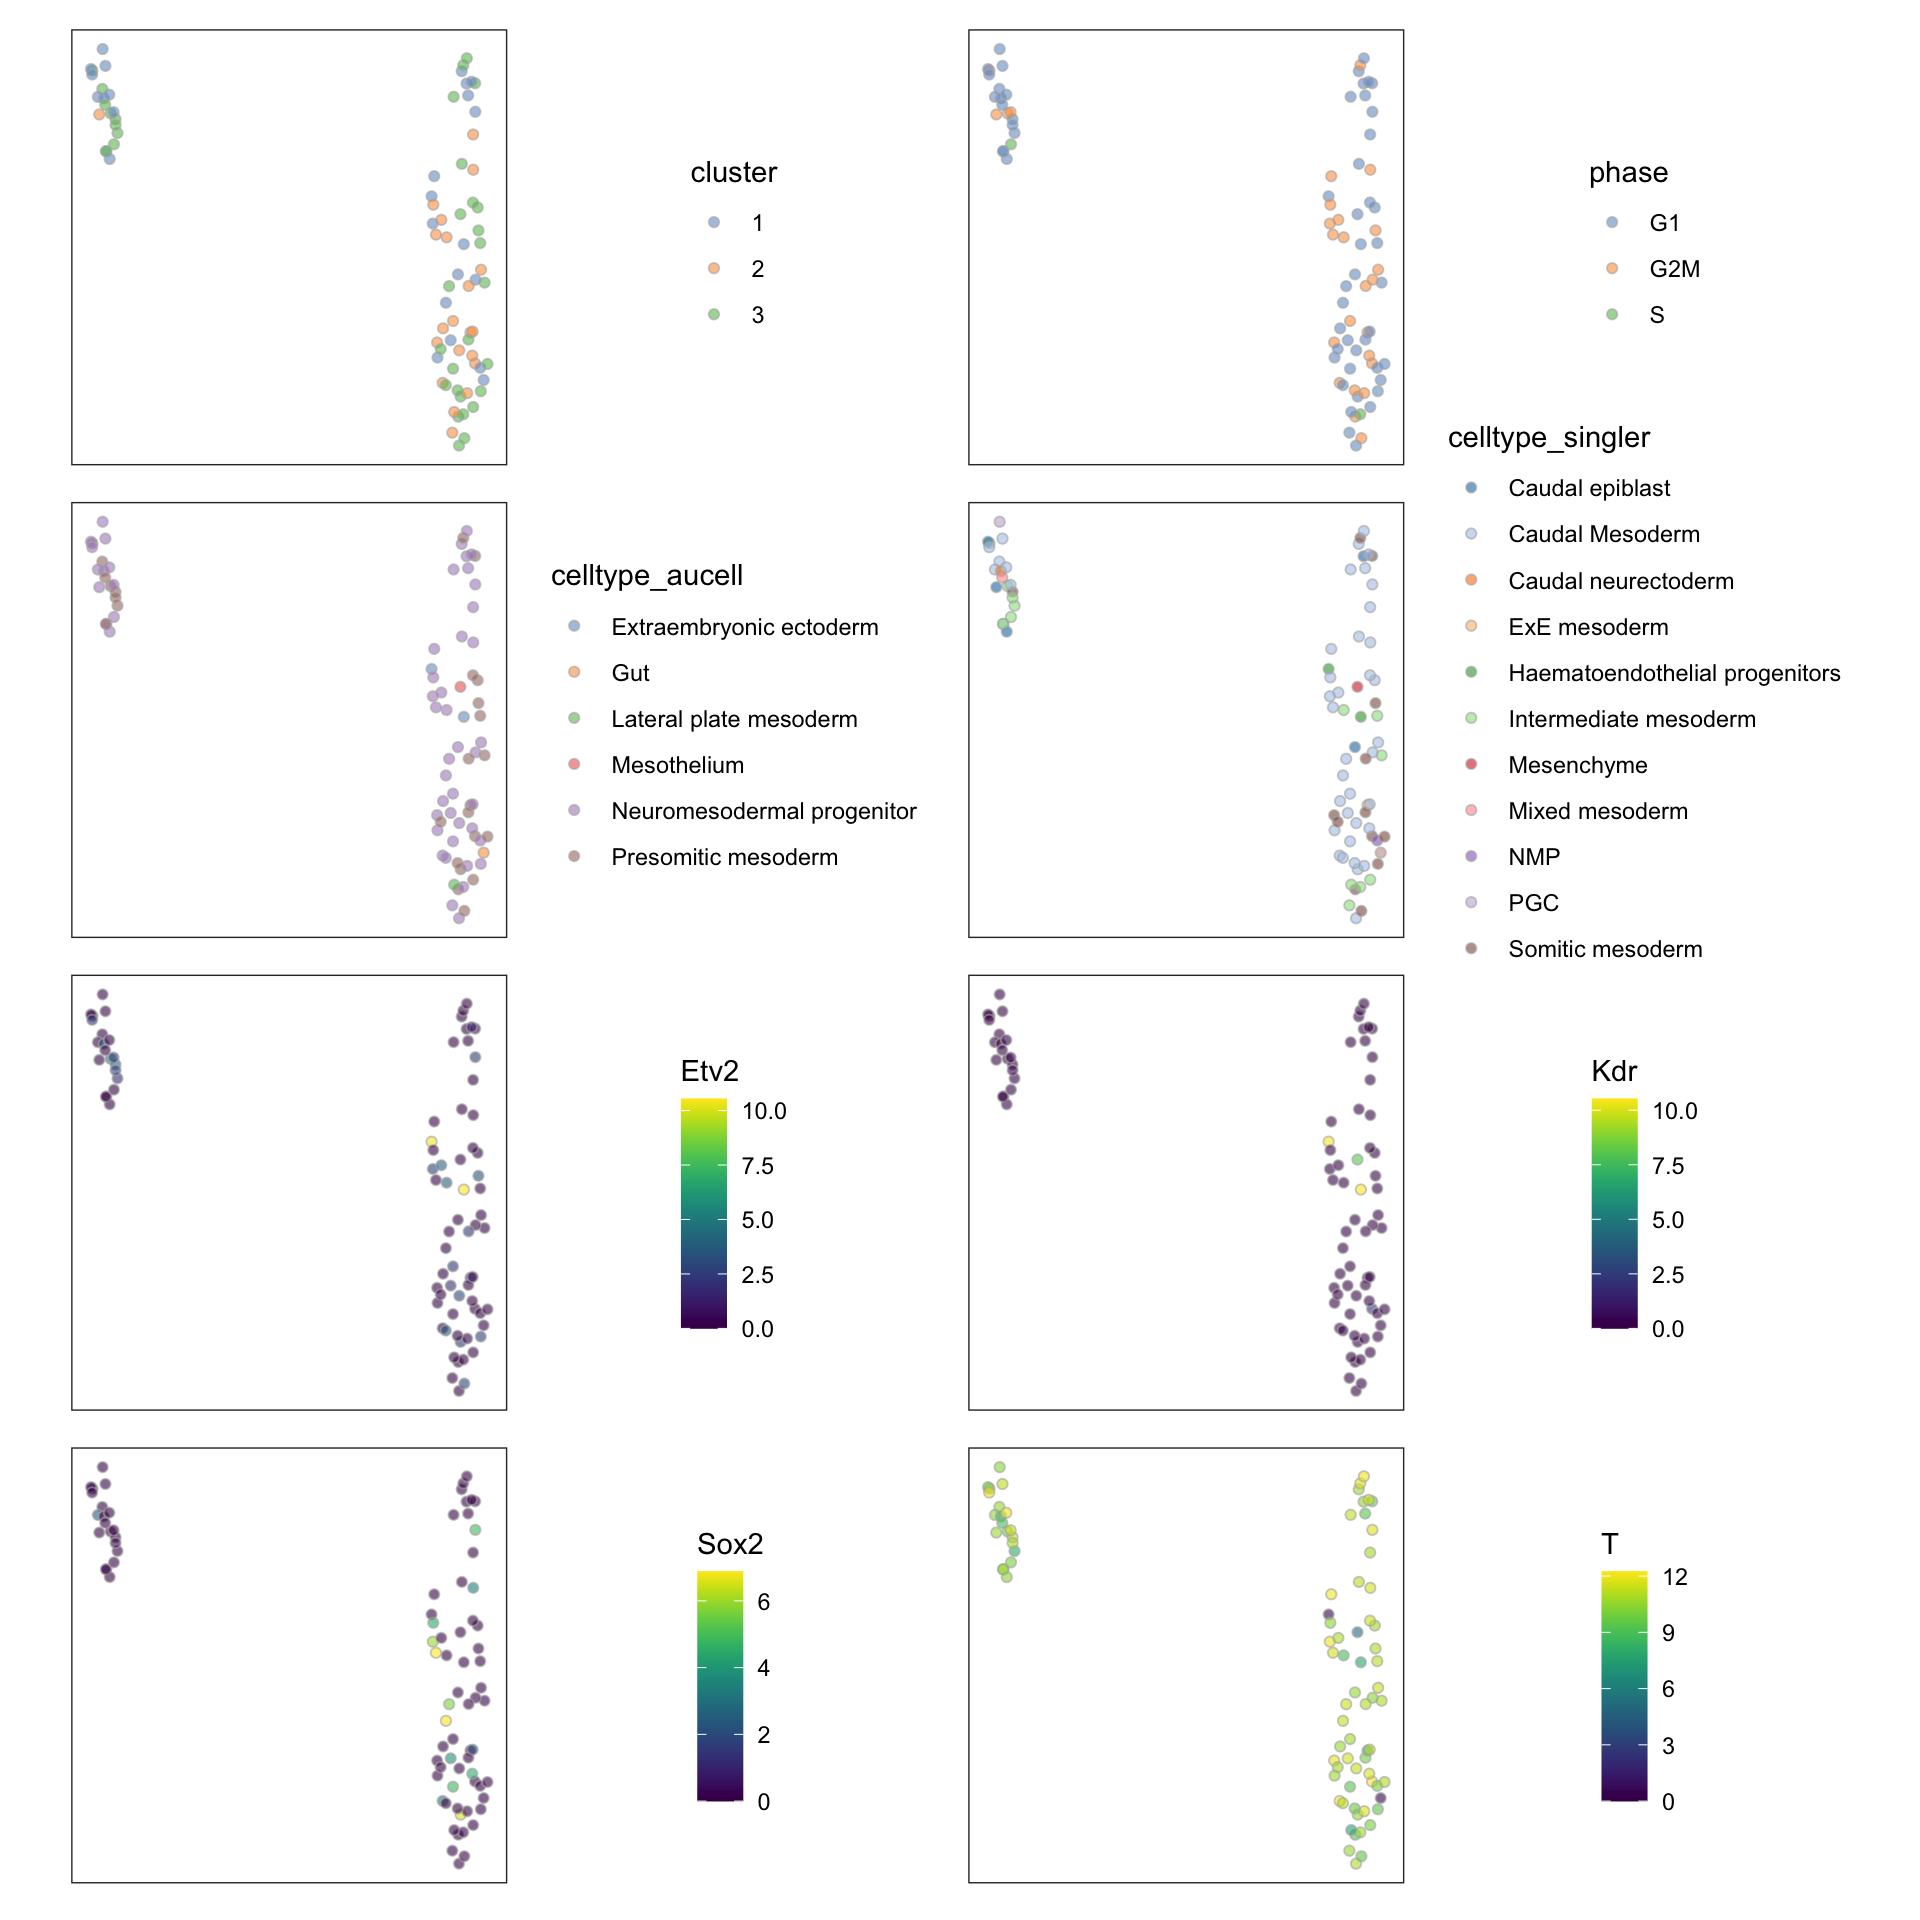 cluster
1
2
3
phase
G1
G2M
S
celltype_aucell
Extraembryonic ectoderm
Gut
Lateral plate mesoderm
Mesothelium
Neuromesodermal progenitor
Presomitic mesoderm
celltype_singler
Caudal epiblast
Caudal Mesoderm
Caudal neurectoderm
ExE mesoderm
Haematoendothelial progenitors
Intermediate mesoderm
Mesenchyme
Mixed mesoderm
NMP
PGC
Somitic mesoderm
Etv2
10.0
7.5
5.0
2.5
0.0
Kdr
10.0
7.5
5.0
2.5
0.0
Sox2
6
4
2
0
T
12
9
6
3
0